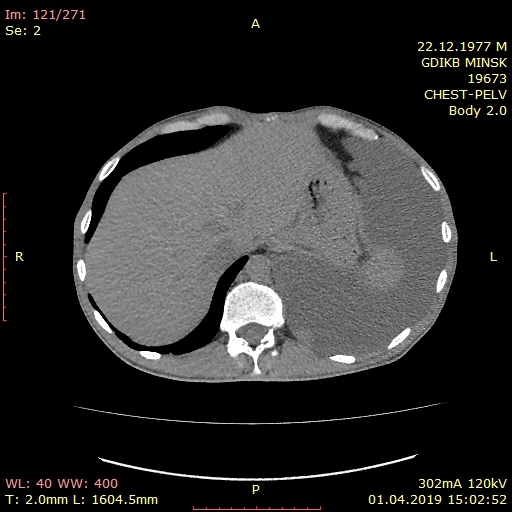 Im: 121/271
Se: 2
A
22.12.1977 M
GDIKB MINSK
19673
CHEST-PELV
Body 2.0
R
L
WL: 40 WW: 400
T: 2.0mm L: 1604.5mm
P
302mA 120kV
01.04.2019 15:02:52